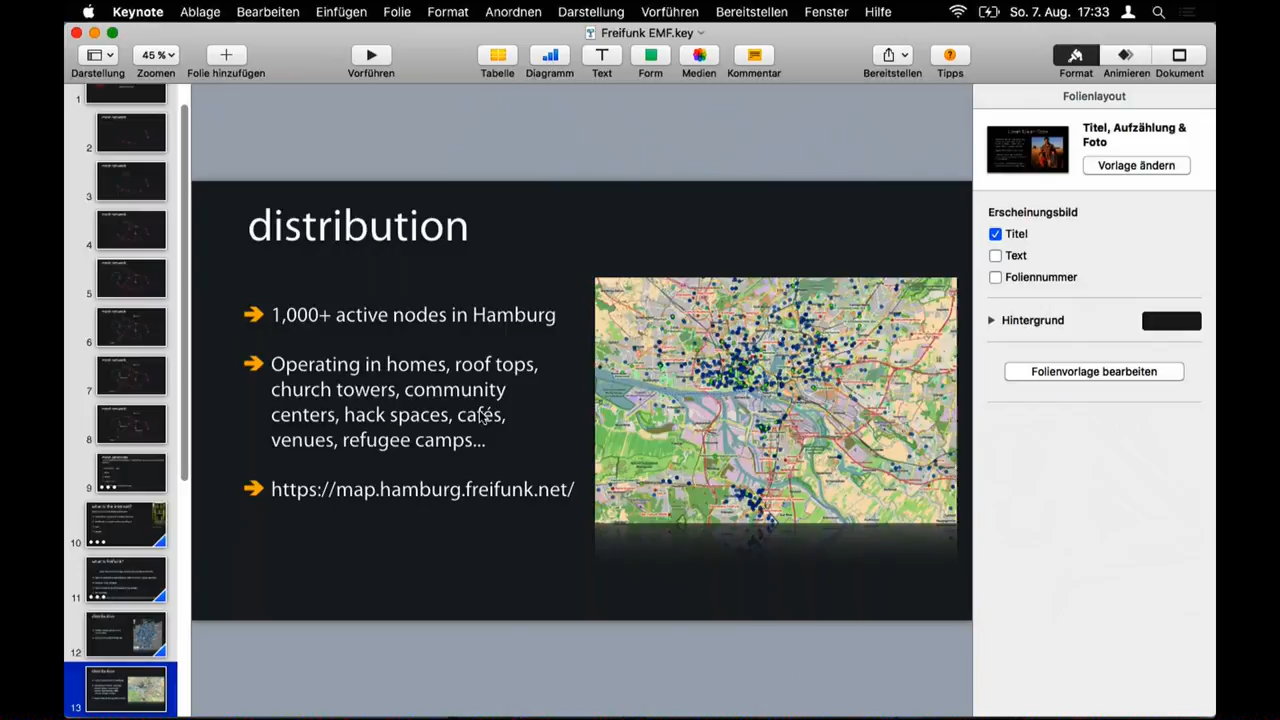 Keynote Ablage Bearbeiten Einfügen Folie Format Anordnen Darstellung Vorführen Bereitstellen Fenster Hilfe So. 7. Aug. 17:33
Freifunk EMF.key
45 %
Darstellung Zoomen Folie hinzufügen Vorführen Tabelle Diagramm Text Form Medien Kommentar Bereitstellen Tipps Format Animieren Dokument
Folienlayout
Titel, Aufzählung &
Foto
Vorlage ändern
Erscheinungsbild
Titel
Text
Foliennummer
Hintergrund
Folienvorlage bearbeiten
1
2
3
4
5
6
7
8
9
10
11
12
13
distribution
1,000+ active nodes in Hamburg
Operating in homes, roof tops,
church towers, community
centers, hack spaces, cafés,
venues, refugee camps...
https://map.hamburg.freifunk.net/